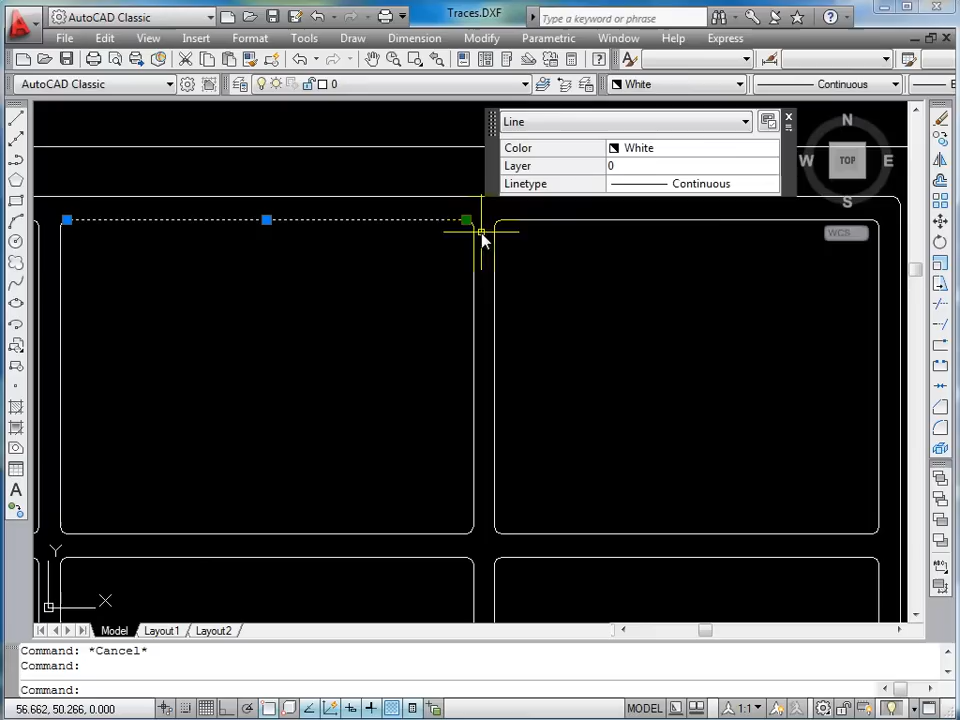 AutoCAD Classic
Traces.DXF
Type a keyword or phrase
File Edit View Insert Format Tools Draw Dimension Modify Parametric Window Help Express
AutoCAD Classic
0
White
Continuous
Line
Color White
Layer 0
Linetype Continuous
N
W TOP E
S
WCS
Y
X
Model Layout1 Layout2
Command: *Cancel*
Command:
Command:
56.662, 50.266, 0.000
MODEL
1:1